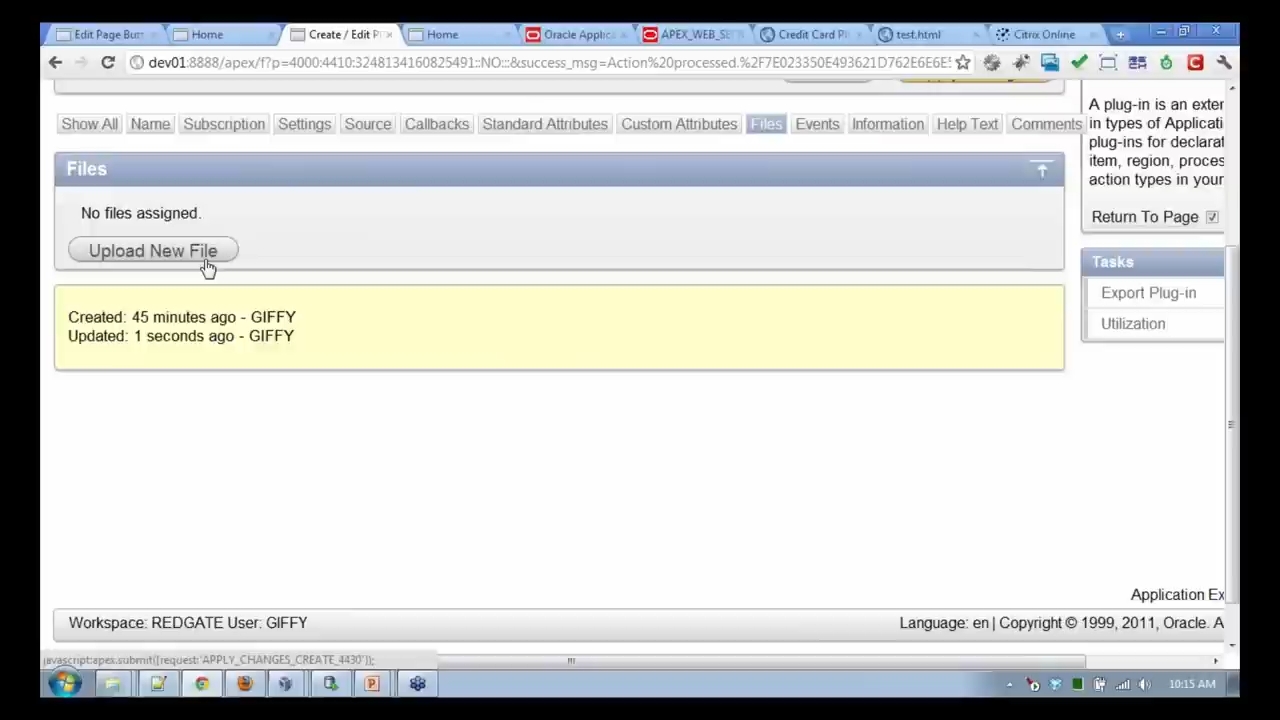 Edit Page Butt
Home
Create / Edit P
Home
Oracle Applic
APEX_WEB_SE
Credit Card Pl
test.html
Citrix Online
dev01:8888/apex/f?p=4000:4410:3248134160825491:NO::&success_msg=Action%20processed.%2F7E023350E493621D762E6E6E5
Show All Name Subscription Settings Source Callbacks Standard Attributes Custom Attributes Files Events Information Help Text Comments
Files
No files assigned.
Upload New File
Created: 45 minutes ago - GIFFY
Updated: 1 seconds ago - GIFFY
A plug-in is an exter
in types of Applicati
plug-ins for declarat
item, region, proces
action types in your
Return To Page
Tasks
Export Plug-in
Utilization
Application Ex
Workspace: REDGATE User: GIFFY
Language: en | Copyright © 1999, 2011, Oracle. A
javascript:apex.submit({request:'APPLY_CHANGES_CREATE_4430'});
10:15 AM